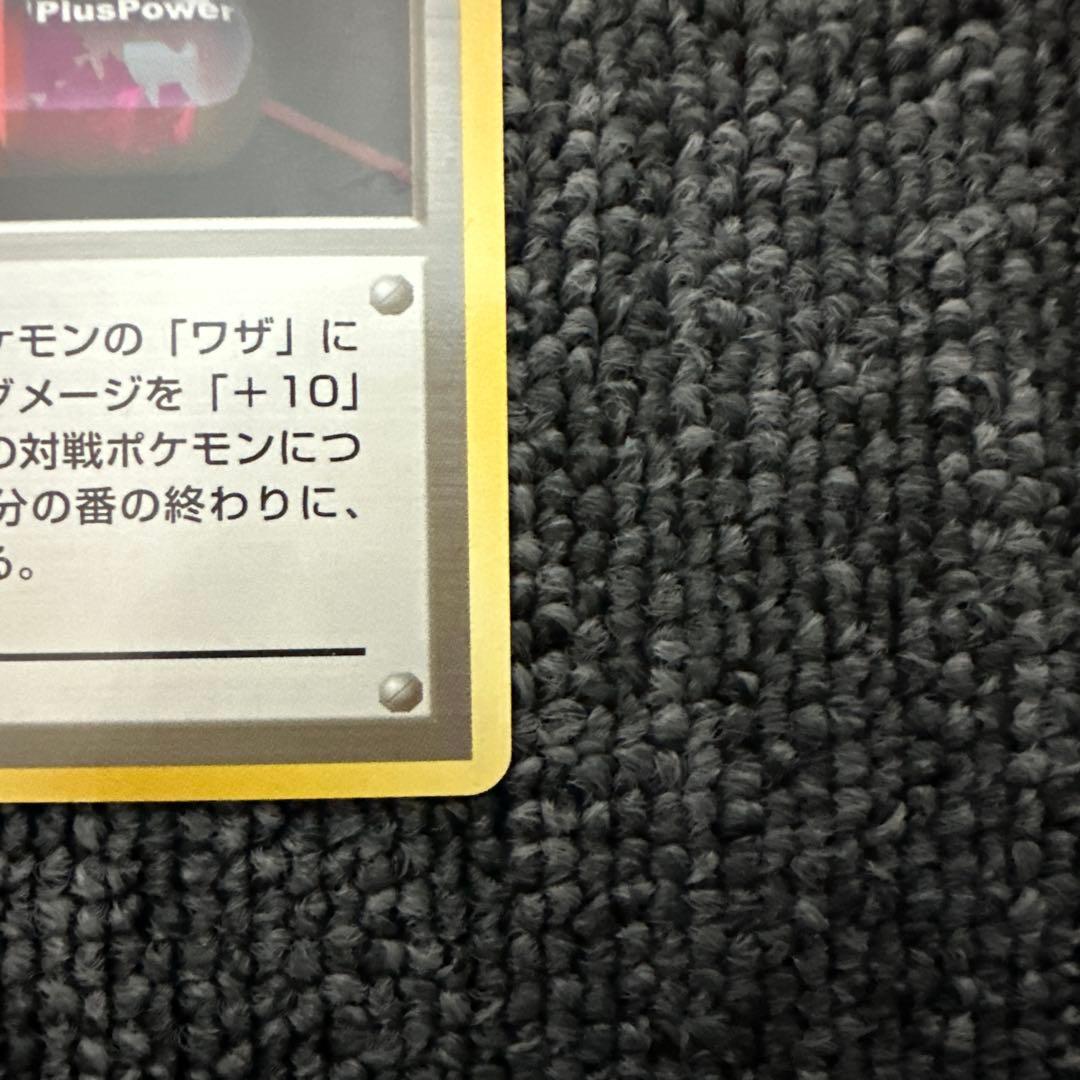 PlusPower
ケモンの「ワザ」に
ダメージを「＋10」
の対戦ポケモンにつ
分の番の終わりに、
る。